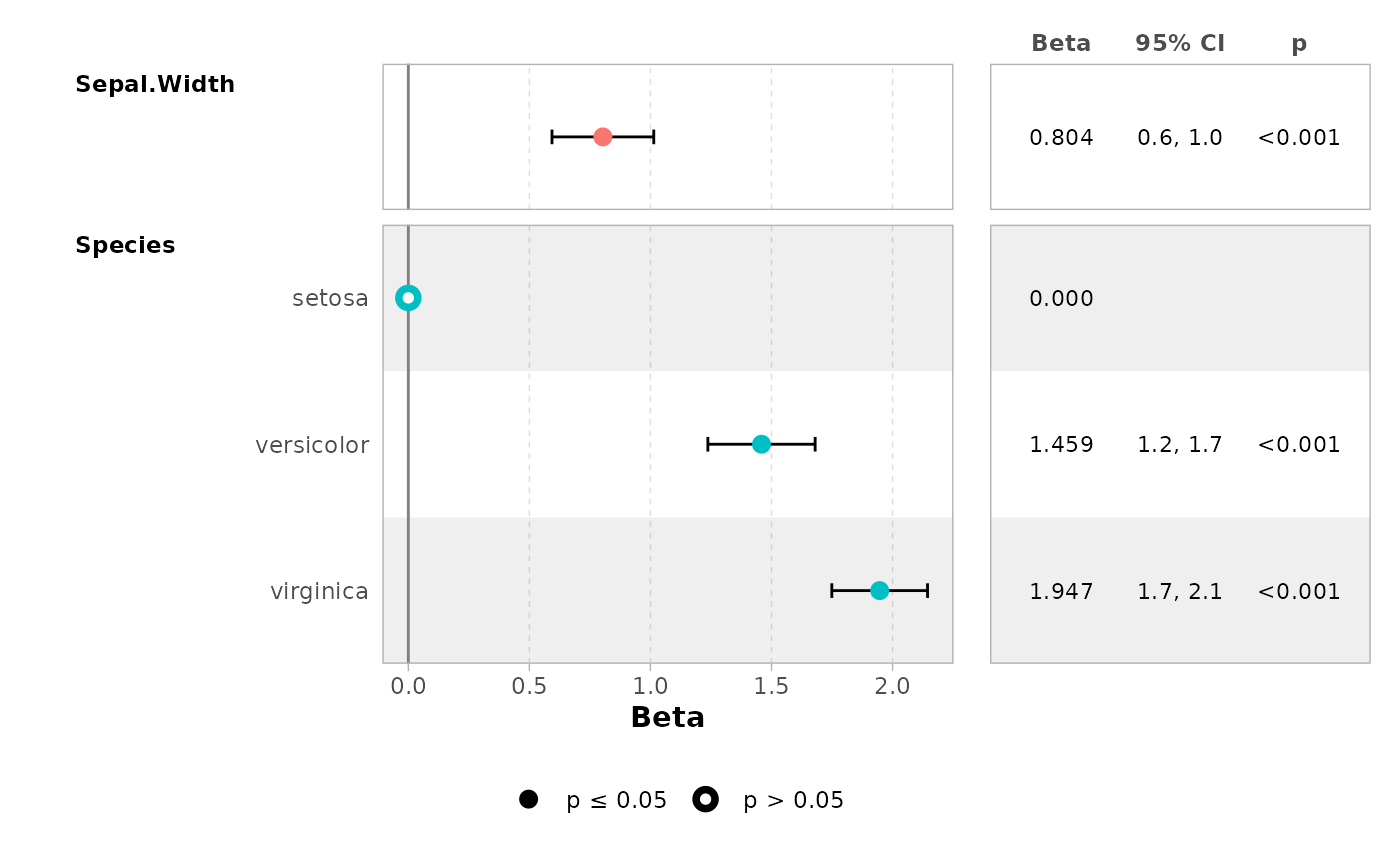 Beta 95% CI p
Sepal.Width
0.804 0.6, 1.0 <0.001
Species
setosa 0.000
versicolor 1.459 1.2, 1.7 <0.001
virginica 1.947 1.7, 2.1 <0.001
0.0 0.5 1.0 1.5 2.0
Beta
p ≤ 0.05 p > 0.05